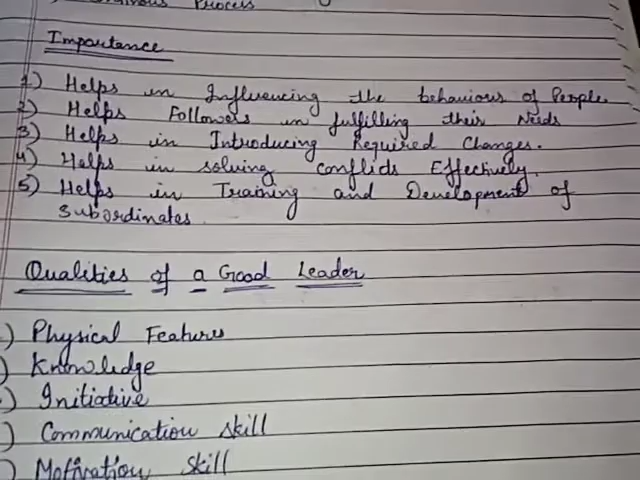 Process
Importance
1) Helps in Influencing the behaviour of People.
2) Helps Followers in fulfilling their Needs
3) Helps in Introducing Required Changes.
4) Helps in solving conflicts Effectively.
5) Helps in Training and Development of
Subordinates
Qualities of a Good Leader
) Physical Features
) Knowledge
) Initiative
) Communication skill
) Motivation skill